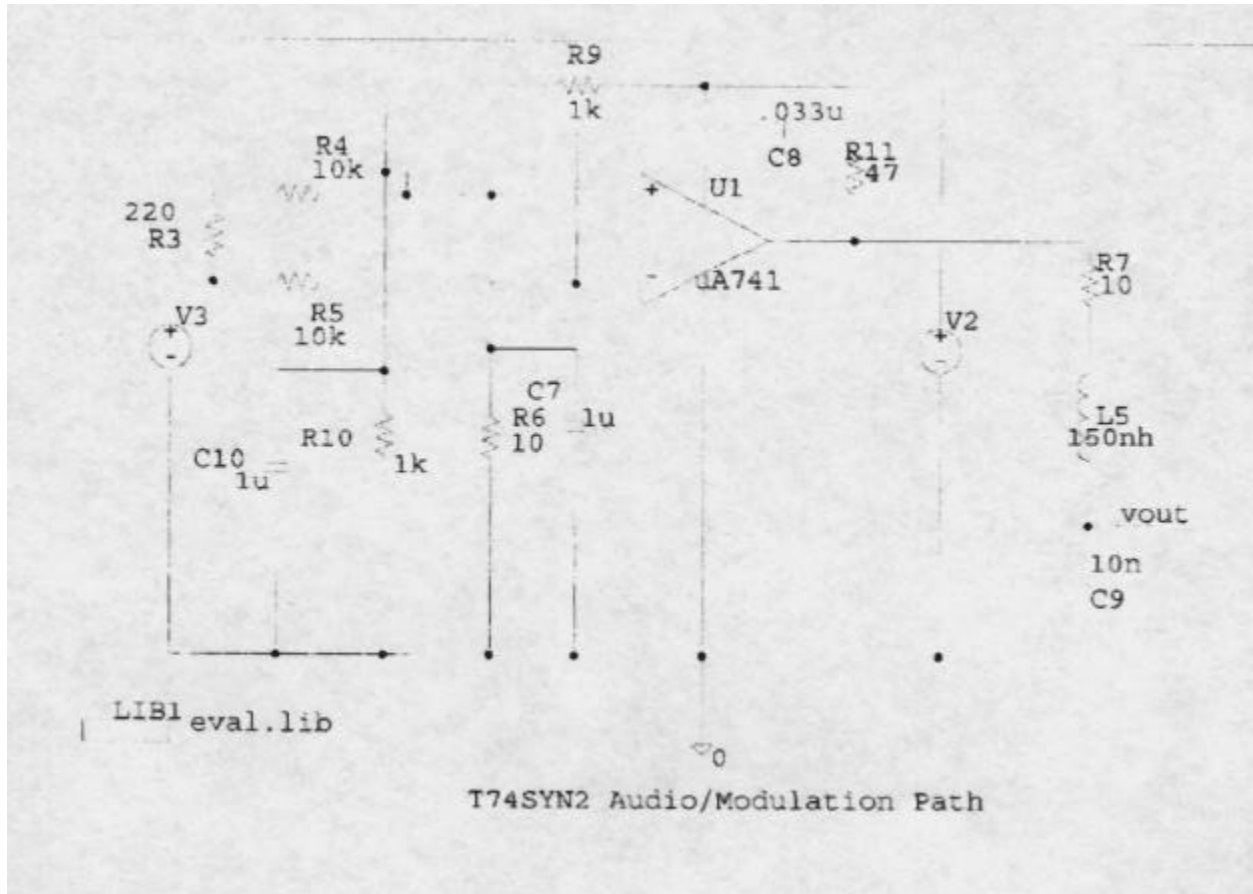 R9
1k
.033u
C8
R4
10k
R11
47
U1
220
R3
uA741
R7
10
V3
R5
10k
V2
C7
1u
R6
10
L5
150nh
R10
1k
C10
1u
vout
10n
C9
LIB1
eval.lib
0
T74SYN2 Audio/Modulation Path